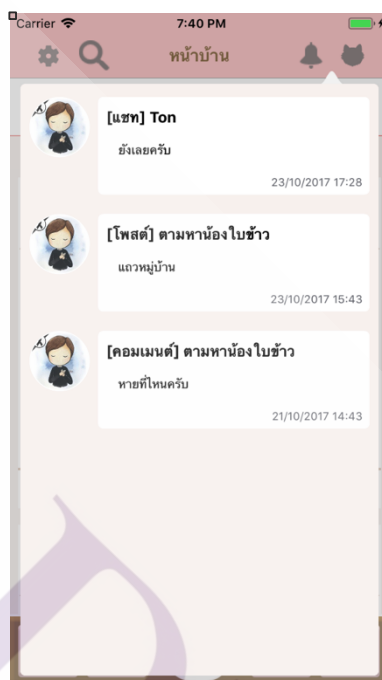 Carrier 7:40 PM
หน้าบ้าน
[แชท] Ton
ยังเลยครับ
23/10/2017 17:28
[โพสต์] ตามหาน้องใบข้าว
แถวหมู่บ้าน
23/10/2017 15:43
[คอมเมนต์] ตามหาน้องใบข้าว
หายที่ไหนครับ
21/10/2017 14:43